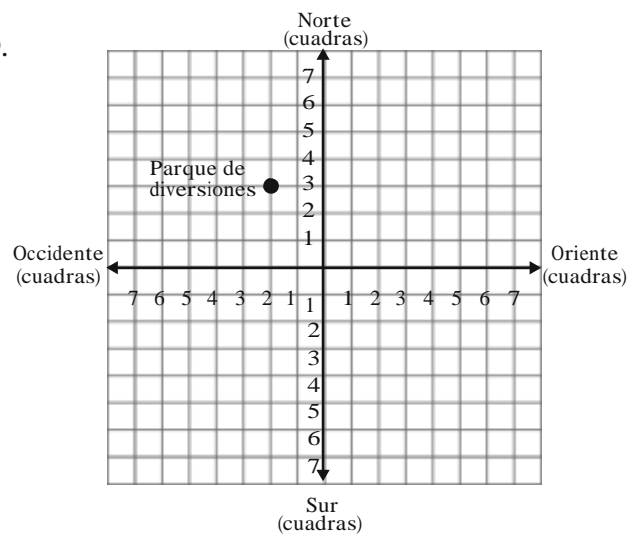 Norte
(cuadras)
.
7
6
5
4
Parque de
diversiones
3
2
1
Occidente
(cuadras)
Oriente
(cuadras)
7 6 5 4 3 2 1 1 2 3 4 5 6 7
1
2
3
4
5
6
7
Sur
(cuadras)